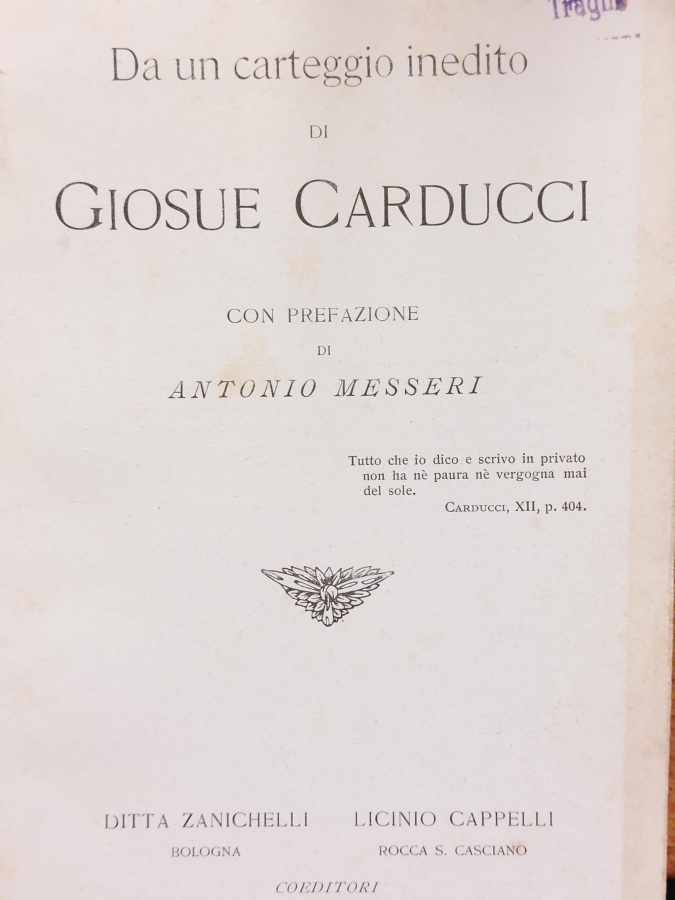 Da un carteggio inedito
DI
GIOSUE CARDUCCI
CON PREFAZIONE
DI
ANTONIO MESSERI
Tutto che io dico e scrivo in privato
non ha nè paura nè vergogna mai
del sole.
CARDUCCI, XII, p. 404.
DITTA ZANICHELLI LICINIO CAPPELLI
BOLOGNA ROCCA S. CASCIANO
COEDITORI